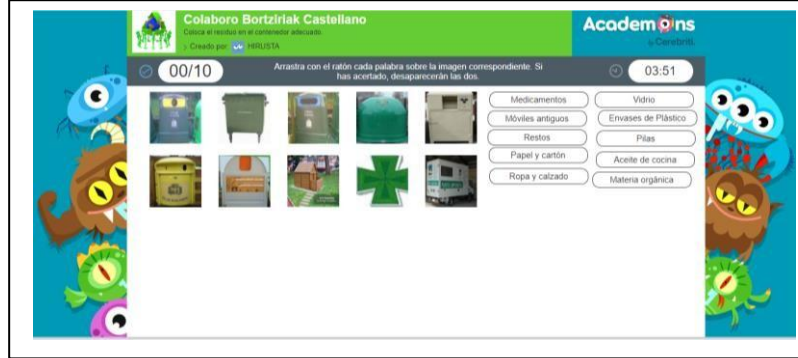 Colaboro Bortziriak Castellano
Coloca el residuo en el contenedor adecuado.
> Creado por: HIRUSTA
Academons
by Cerebriti
00/10
Arrastra con el ratón cada palabra sobre la imagen correspondiente. Si
has acertado, desaparecerán las dos.
03:51
Medicamentos
Vidrio
Móviles antiguos
Envases de Plástico
Restos
Pilas
Papel y cartón
Aceite de cocina
Ropa y calzado
Materia orgánica